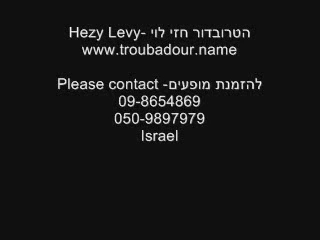 הטרובדור חזי לוי -Hezy Levy
www.troubadour.name
להזמנת מופעים- Please contact
09-8654869
050-9897979
Israel